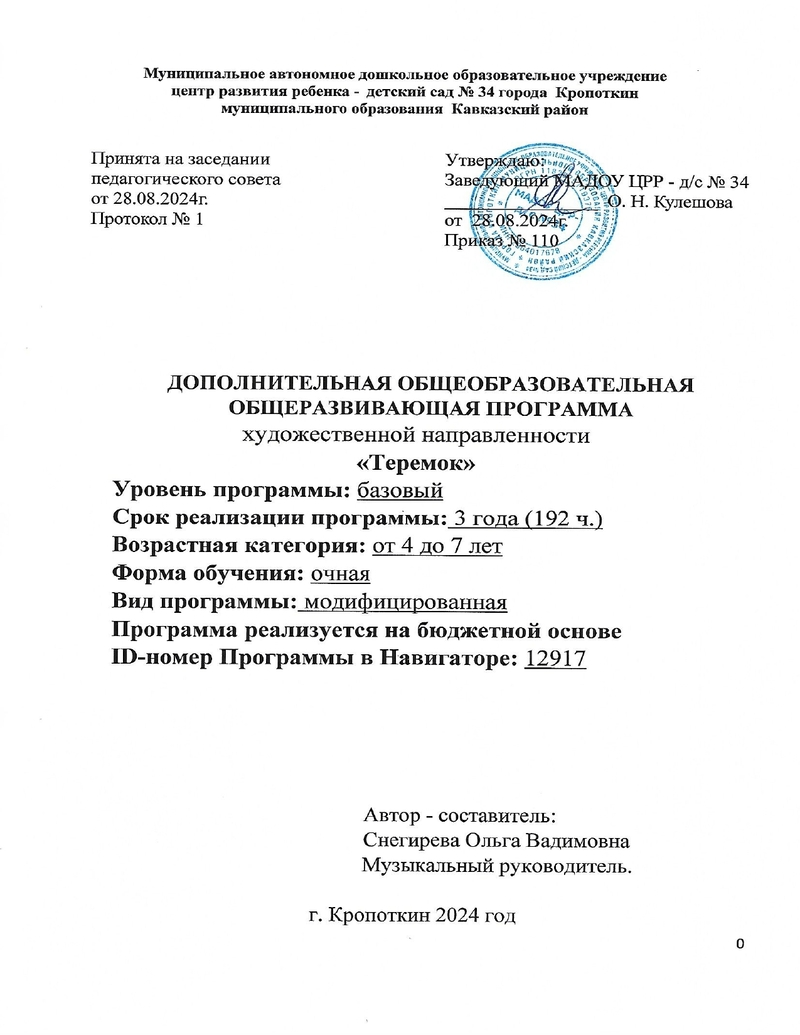 Муниципальное автономное дошкольное образовательное учреждение
центр развития ребенка - детский сад № 34 города Кропоткин
муниципального образования Кавказский район
Принята на заседании
педагогического совета
от 28.08.2024г.
Протокол № 1
Утверждаю:
Заведующий МАДОУ ЦРР - д/с № 34
О. Н. Кулешова
от 28.08.2024г.
Приказ № 110
ДОПОЛНИТЕЛЬНАЯ ОБЩЕОБРАЗОВАТЕЛЬНАЯ
ОБЩЕРАЗВИВАЮЩАЯ ПРОГРАММА
художественной направленности
«Теремок»
Уровень программы: базовый
Срок реализации программы: 3 года (192 ч.)
Возрастная категория: от 4 до 7 лет
Форма обучения: очная
Вид программы: модифицированная
Программа реализуется на бюджетной основе
ID-номер Программы в Навигаторе: 12917
Автор - составитель:
Снегирева Ольга Вадимовна
Музыкальный руководитель.
г. Кропоткин 2024 год
0